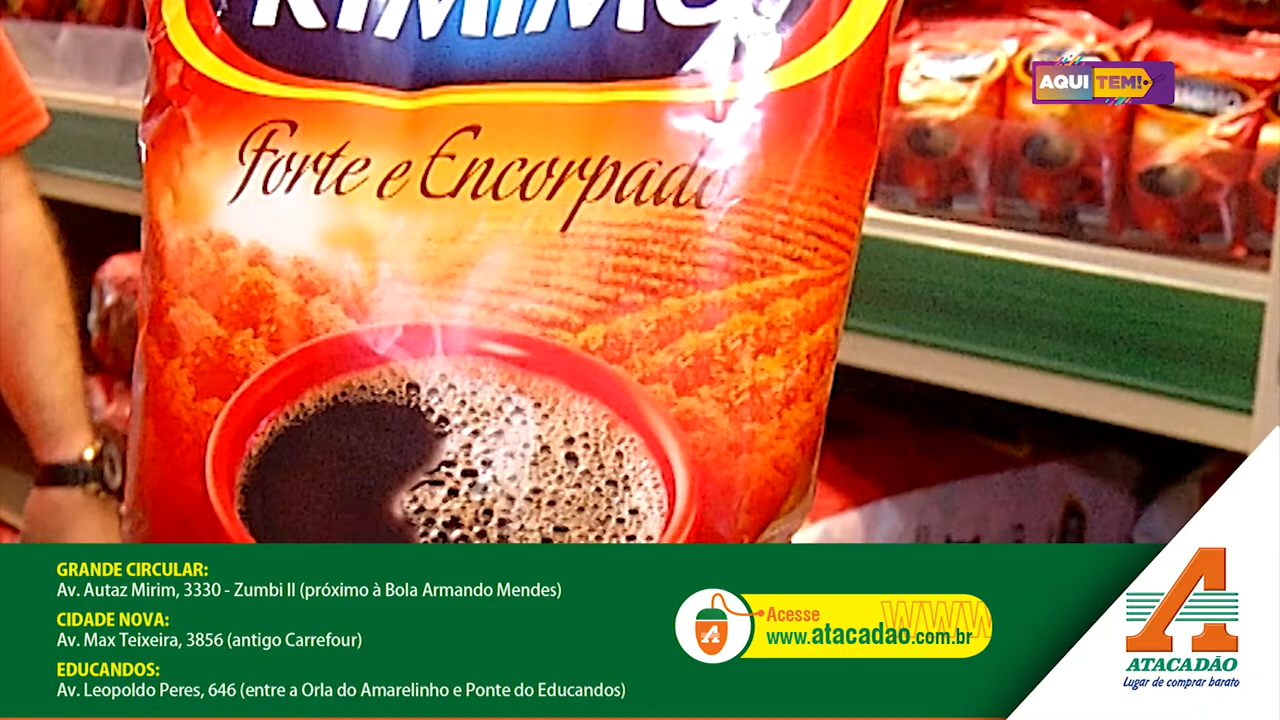 KIMIMO
AQUI TEM!
Forte e Encorpado
GRANDE CIRCULAR:
Av. Autaz Mirim, 3330 - Zumbi II (próximo à Bola Armando Mendes)
CIDADE NOVA:
Av. Max Teixeira, 3856 (antigo Carrefour)
EDUCANDOS:
Av. Leopoldo Peres, 646 (entre a Orla do Amarelinho e Ponte do Educandos)
Acesse
WWW
www.atacadao.com.br
A
ATACADÃO
Lugar de comprar barato